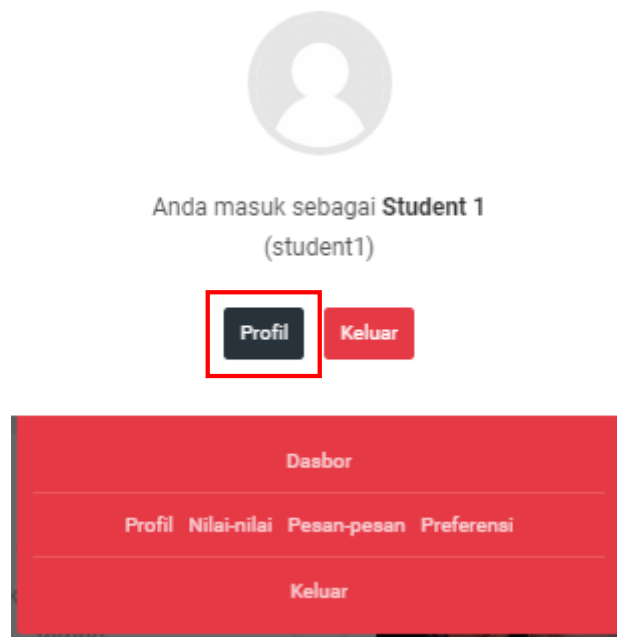 Anda masuk sebagai Student 1
(student1)
Profil Keluar
Dasbor
Profil Nilai-nilai Pesan-pesan Preferensi
Keluar